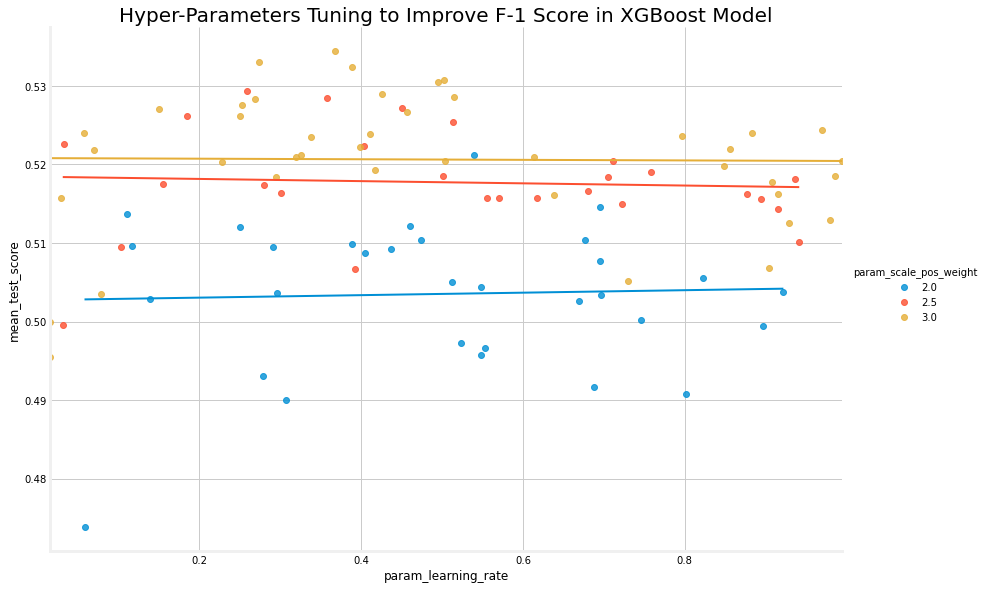 Hyper-Parameters Tuning to Improve F-1 Score in XGBoost Model
mean_test_score
0.53
0.52
0.51
0.50
0.49
0.48
0.2 0.4 0.6 0.8
param_learning_rate
param_scale_pos_weight
2.0
2.5
3.0